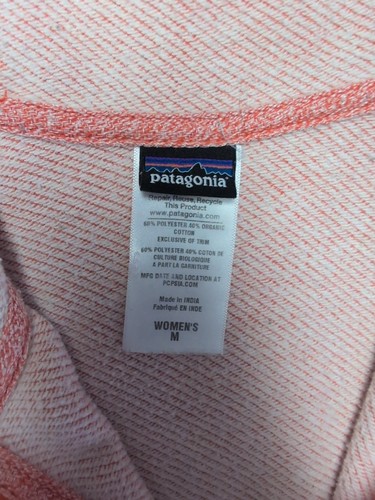 patagonia
Repair, Reuse, Recycle
This Product
www.patagonia.com
60% POLYESTER 40% ORGANIC
COTTON
EXCLUSIVE OF TRIM
60% POLYESTER 40% COTON DE
CULTURE BIOLOGIQUE
A PART LA GARNITURE
MFG DATE AND LOCATION AT
PCPSIA.COM
Made in INDIA
Fabriqué EN INDE
WOMEN'S
M